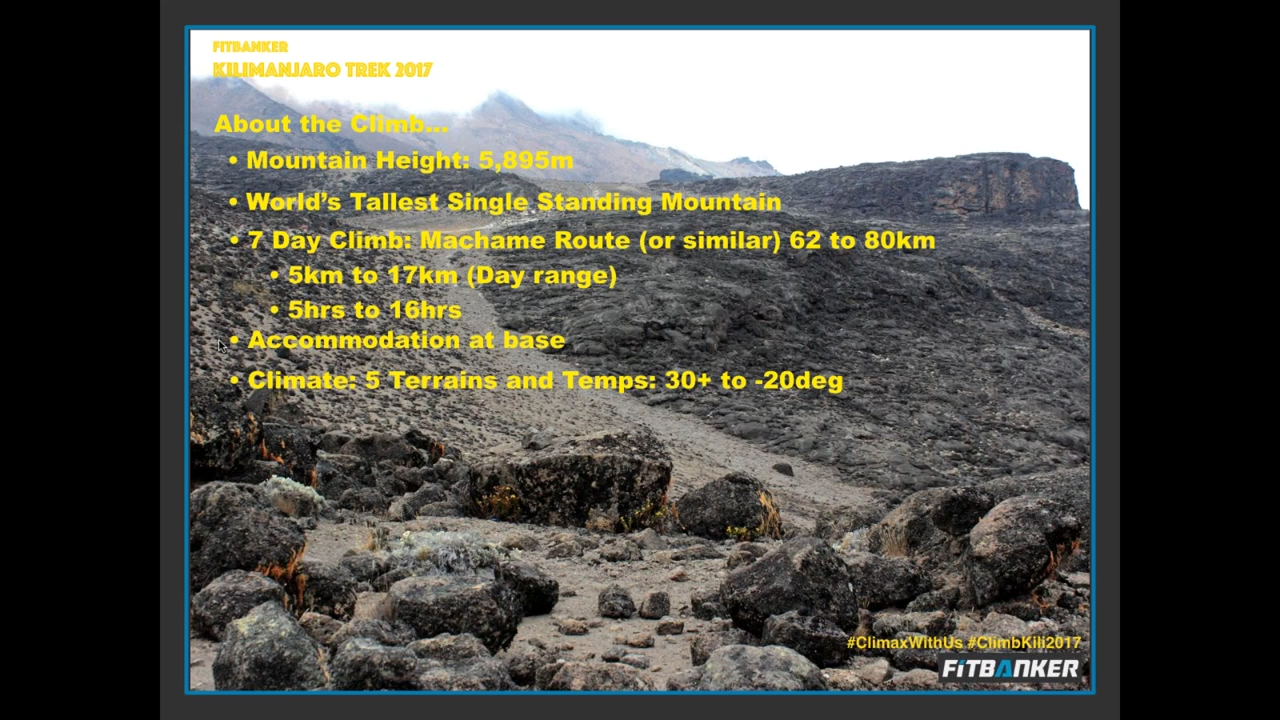 FITBANKER
KILIMANJARO TREK 2017
About the Climb...
• Mountain Height: 5,895m
• World's Tallest Single Standing Mountain
• 7 Day Climb: Machame Route (or similar) 62 to 80km
• 5km to 17km (Day range)
• 5hrs to 16hrs
• Accommodation at base
• Climate: 5 Terrains and Temps: 30+ to -20deg
#ClimaxWithUs #ClimbKili2017
FiTBANKER